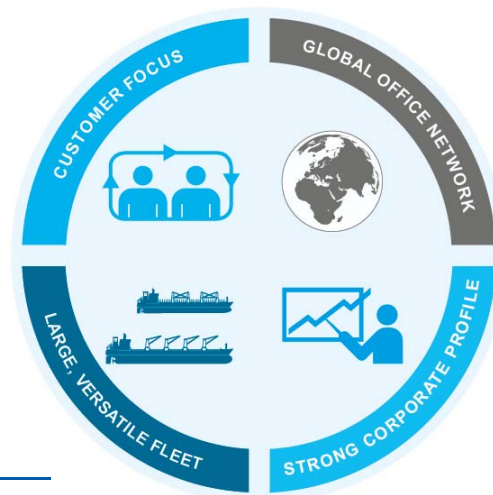 CUSTOMER FOCUS
GLOBAL OFFICE NETWORK
LARGE, VERSATILE FLEET
STRONG CORPORATE PROFILE